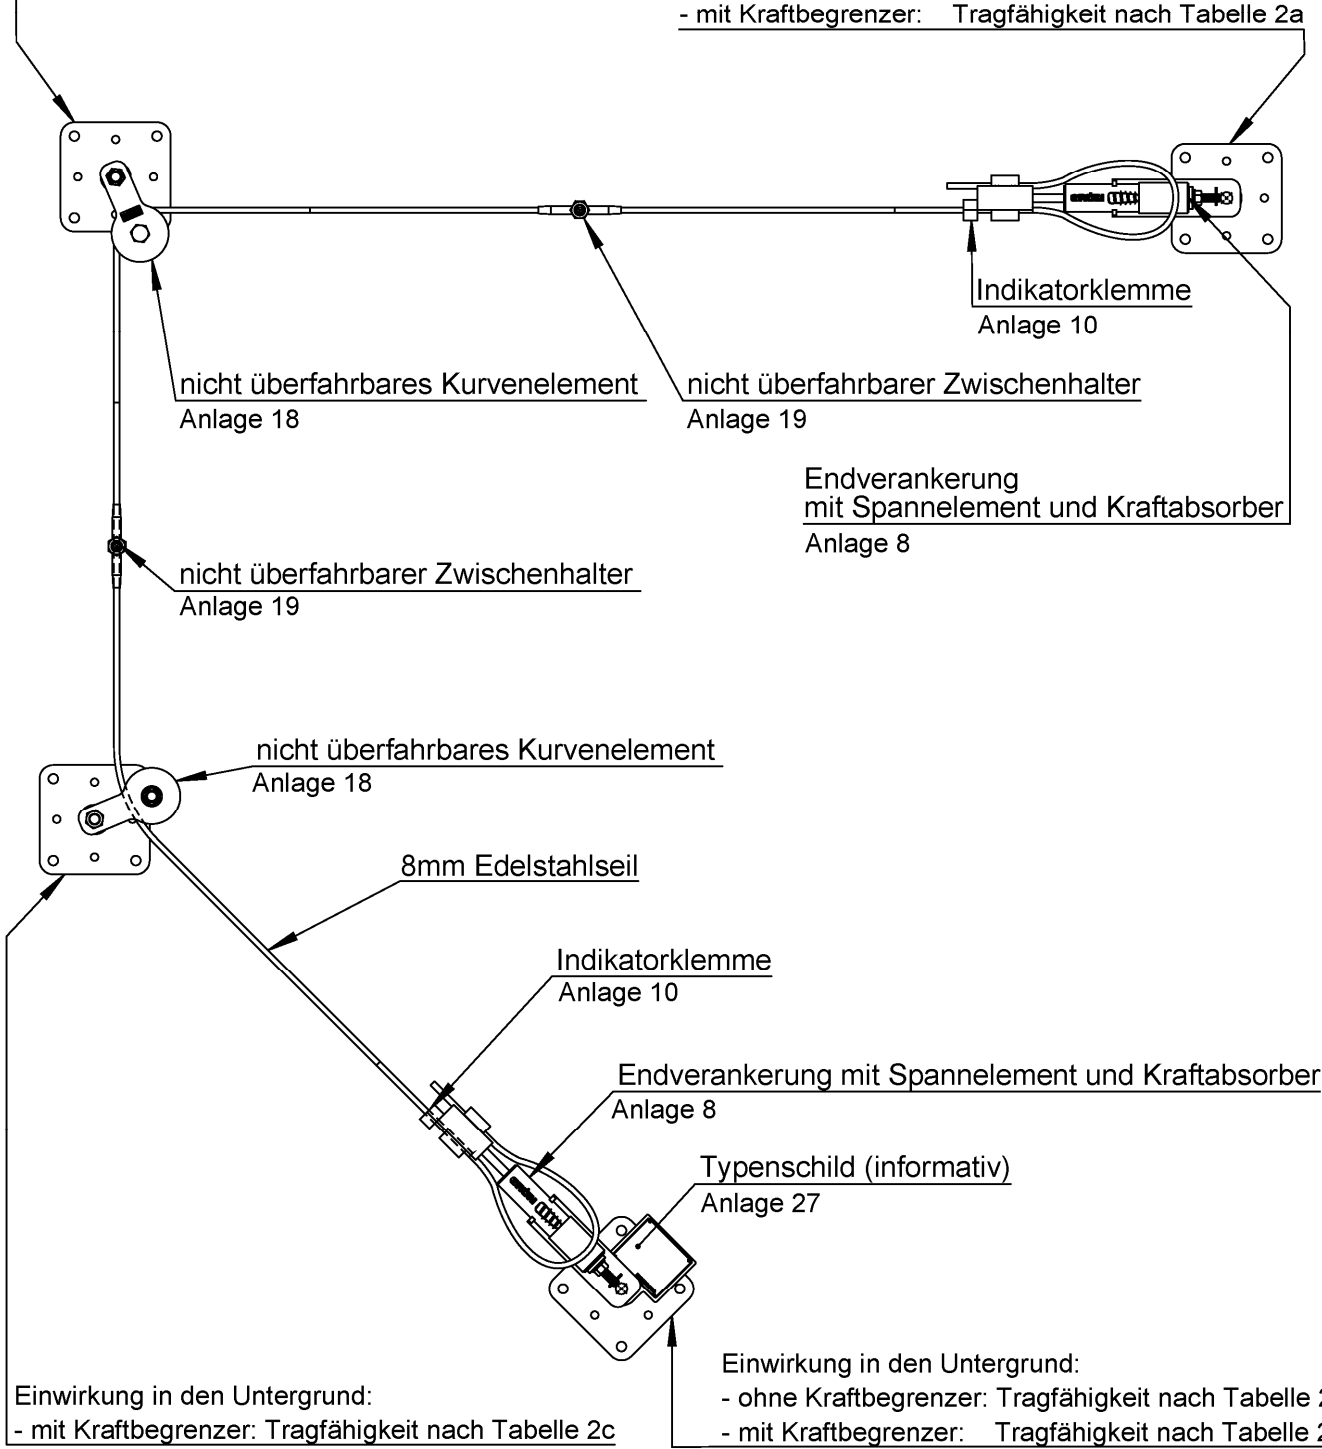 - mit Kraftbegrenzer: Tragfähigkeit nach Tabelle 2a
Indikatorklemme
Anlage 10
nicht überfahrbares Kurvenelement
Anlage 18
nicht überfahrbarer Zwischenhalter
Anlage 19
Endverankerung
mit Spannelement und Kraftabsorber
Anlage 8
nicht überfahrbarer Zwischenhalter
Anlage 19
nicht überfahrbares Kurvenelement
Anlage 18
8mm Edelstahlseil
Indikatorklemme
Anlage 10
Endverankerung mit Spannelement und Kraftabsorber
Anlage 8
Typenschild (informativ)
Anlage 27
Einwirkung in den Untergrund:
- mit Kraftbegrenzer: Tragfähigkeit nach Tabelle 2c
Einwirkung in den Untergrund:
- ohne Kraftbegrenzer: Tragfähigkeit nach Tabelle
- mit Kraftbegrenzer: Tragfähigkeit nach Tabelle